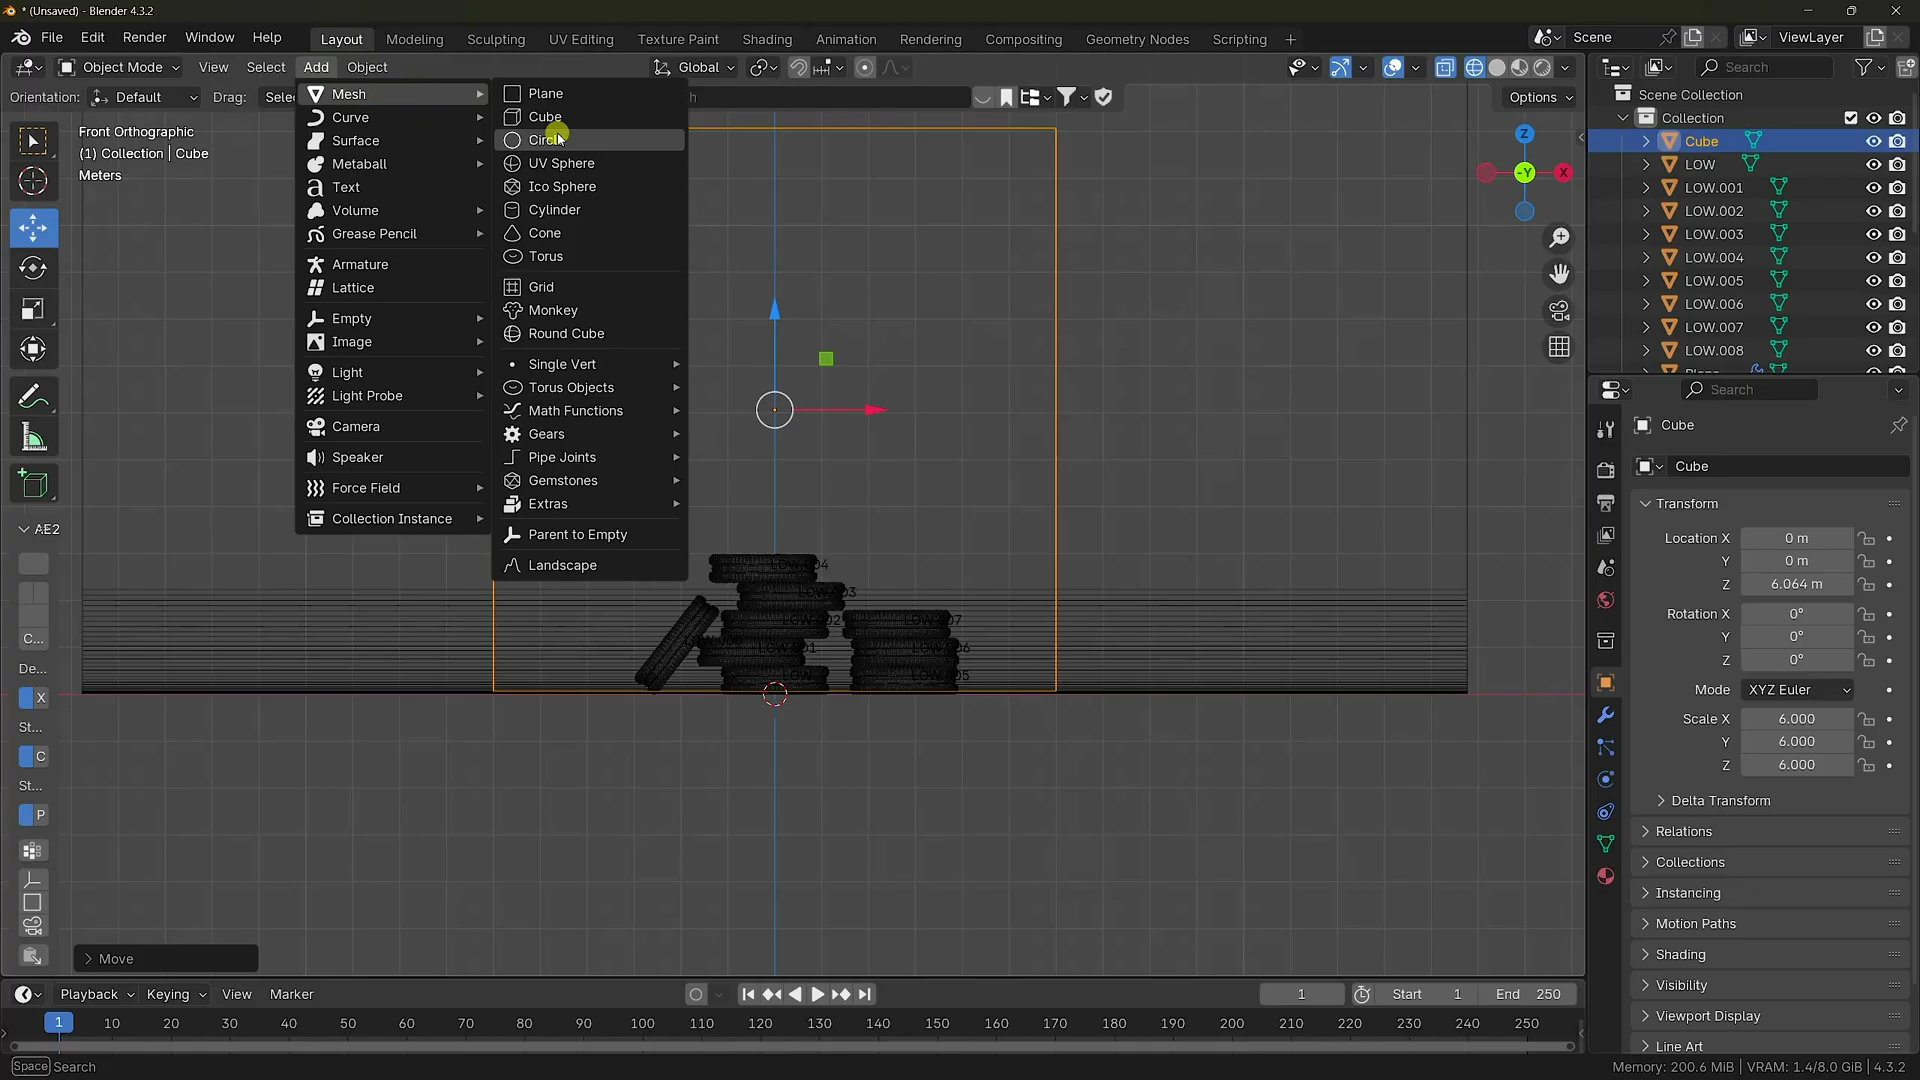 * (Unsaved) - Blender 4.3.2
File Edit Render Window Help
Layout Modeling Sculpting UV Editing Texture Paint Shading Animation Rendering Compositing Geometry Nodes Scripting
Scene
ViewLayer
Object Mode View Select Add Object
Global
Search
Orientation: Default Drag:
Options
Front Orthographic
(1) Collection | Cube
Meters
Mesh
Curve
Surface
Metaball
Text
Volume
Grease Pencil
Armature
Lattice
Empty
Image
Light
Light Probe
Camera
Speaker
Force Field
Collection Instance
Plane
Cube
UV Sphere
Ico Sphere
Cylinder
Cone
Torus
Grid
Monkey
Round Cube
Single Vert
Torus Objects
Math Functions
Gears
Pipe Joints
Gemstones
Extras
Parent to Empty
Landscape
Z
-Y
X
AE2
C...
De...
X
St...
C
St...
P
Move
Scene Collection
Collection
Cube
LOW
LOW.001
LOW.002
LOW.003
LOW.004
LOW.005
LOW.006
LOW.007
LOW.008
Search
Cube
Cube
Transform
Location X 0 m
Y 0 m
Z 6.064 m
Rotation X 0°
Y 0°
Z 0°
Mode XYZ Euler
Scale X 6.000
Y 6.000
Z 6.000
Delta Transform
Relations
Collections
Instancing
Motion Paths
Shading
Visibility
Viewport Display
Line Art
Playback Keying View Marker
1 Start 1 End 250
1 10 20 30 40 50 60 70 80 90 100 110 120 130 140 150 160 170 180 190 200 210 220 230 240 250
Space Search
Memory: 200.6 MiB | VRAM: 1.4/8.0 GiB | 4.3.2